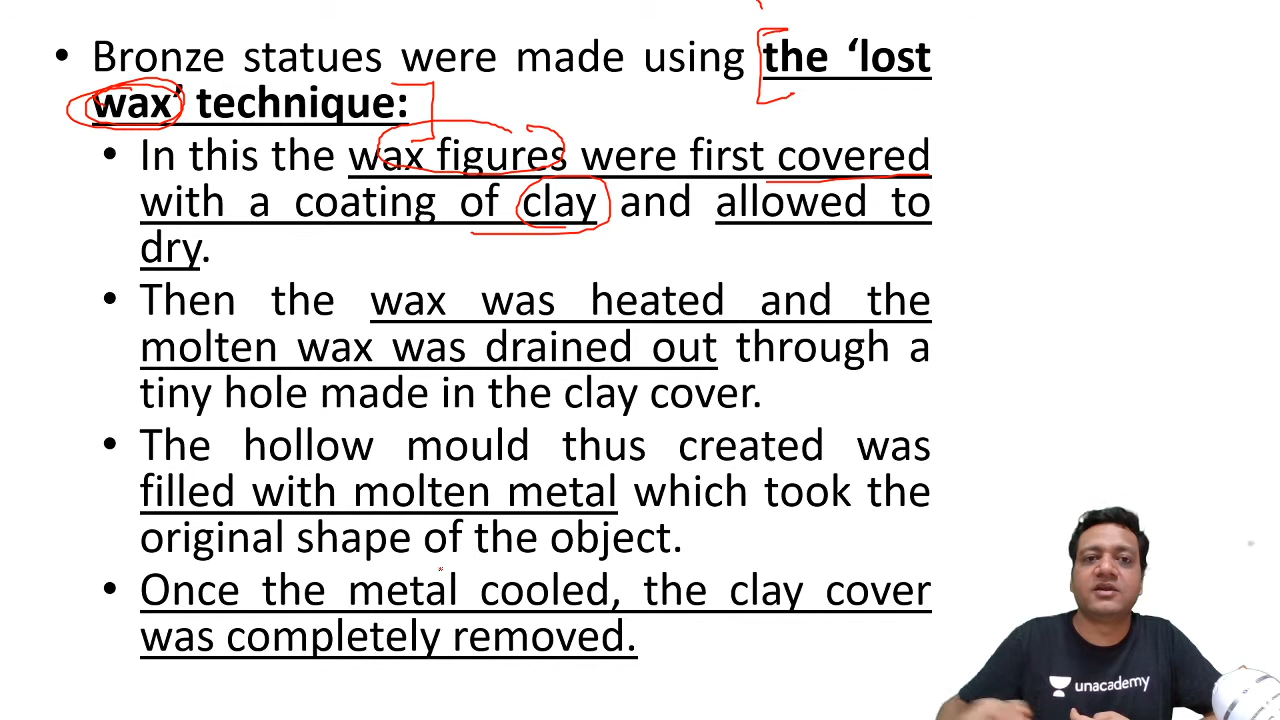 • Bronze statues were made using the ‘lost
wax’ technique:
• In this the wax figures were first covered
with a coating of clay and allowed to
dry.
• Then the wax was heated and the
molten wax was drained out through a
tiny hole made in the clay cover.
• The hollow mould thus created was
filled with molten metal which took the
original shape of the object.
• Once the metal cooled, the clay cover
was completely removed.
unacademy